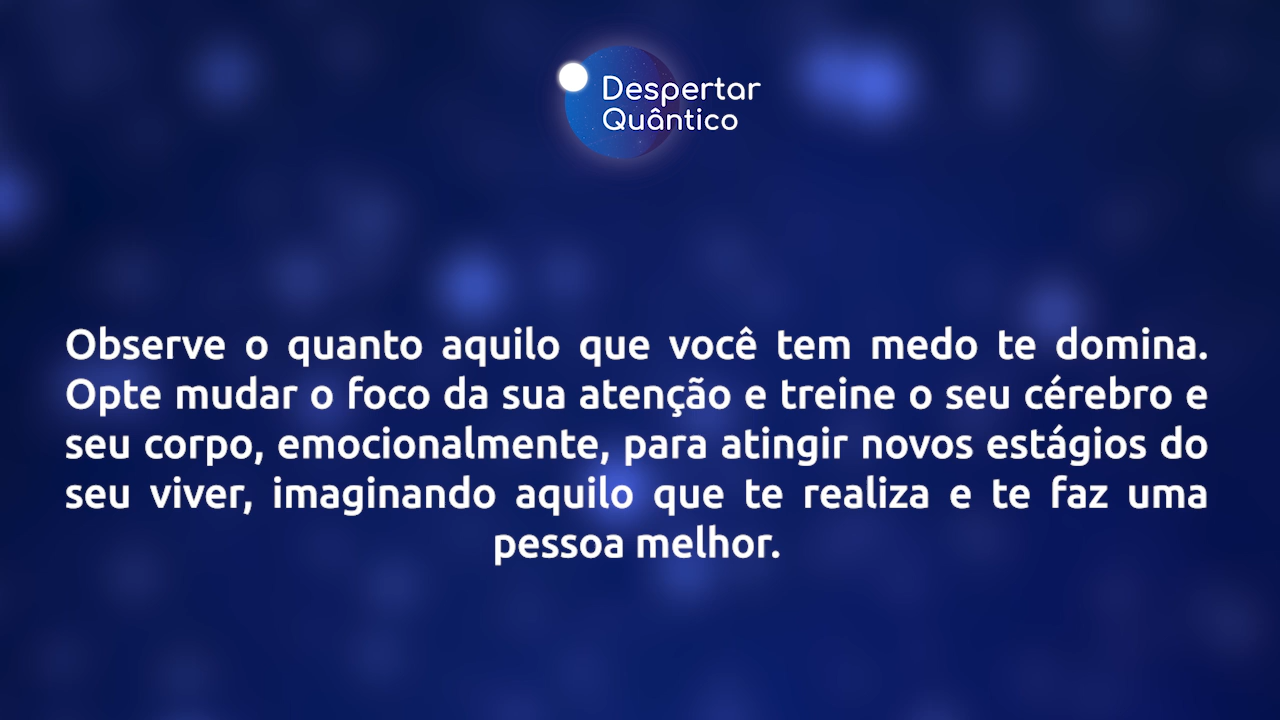 Despertar
Quântico
Observe o quanto aquilo que você tem medo te domina.
Opte mudar o foco da sua atenção e treine o seu cérebro e
seu corpo, emocionalmente, para atingir novos estágios do
seu viver, imaginando aquilo que te realiza e te faz uma
pessoa melhor.